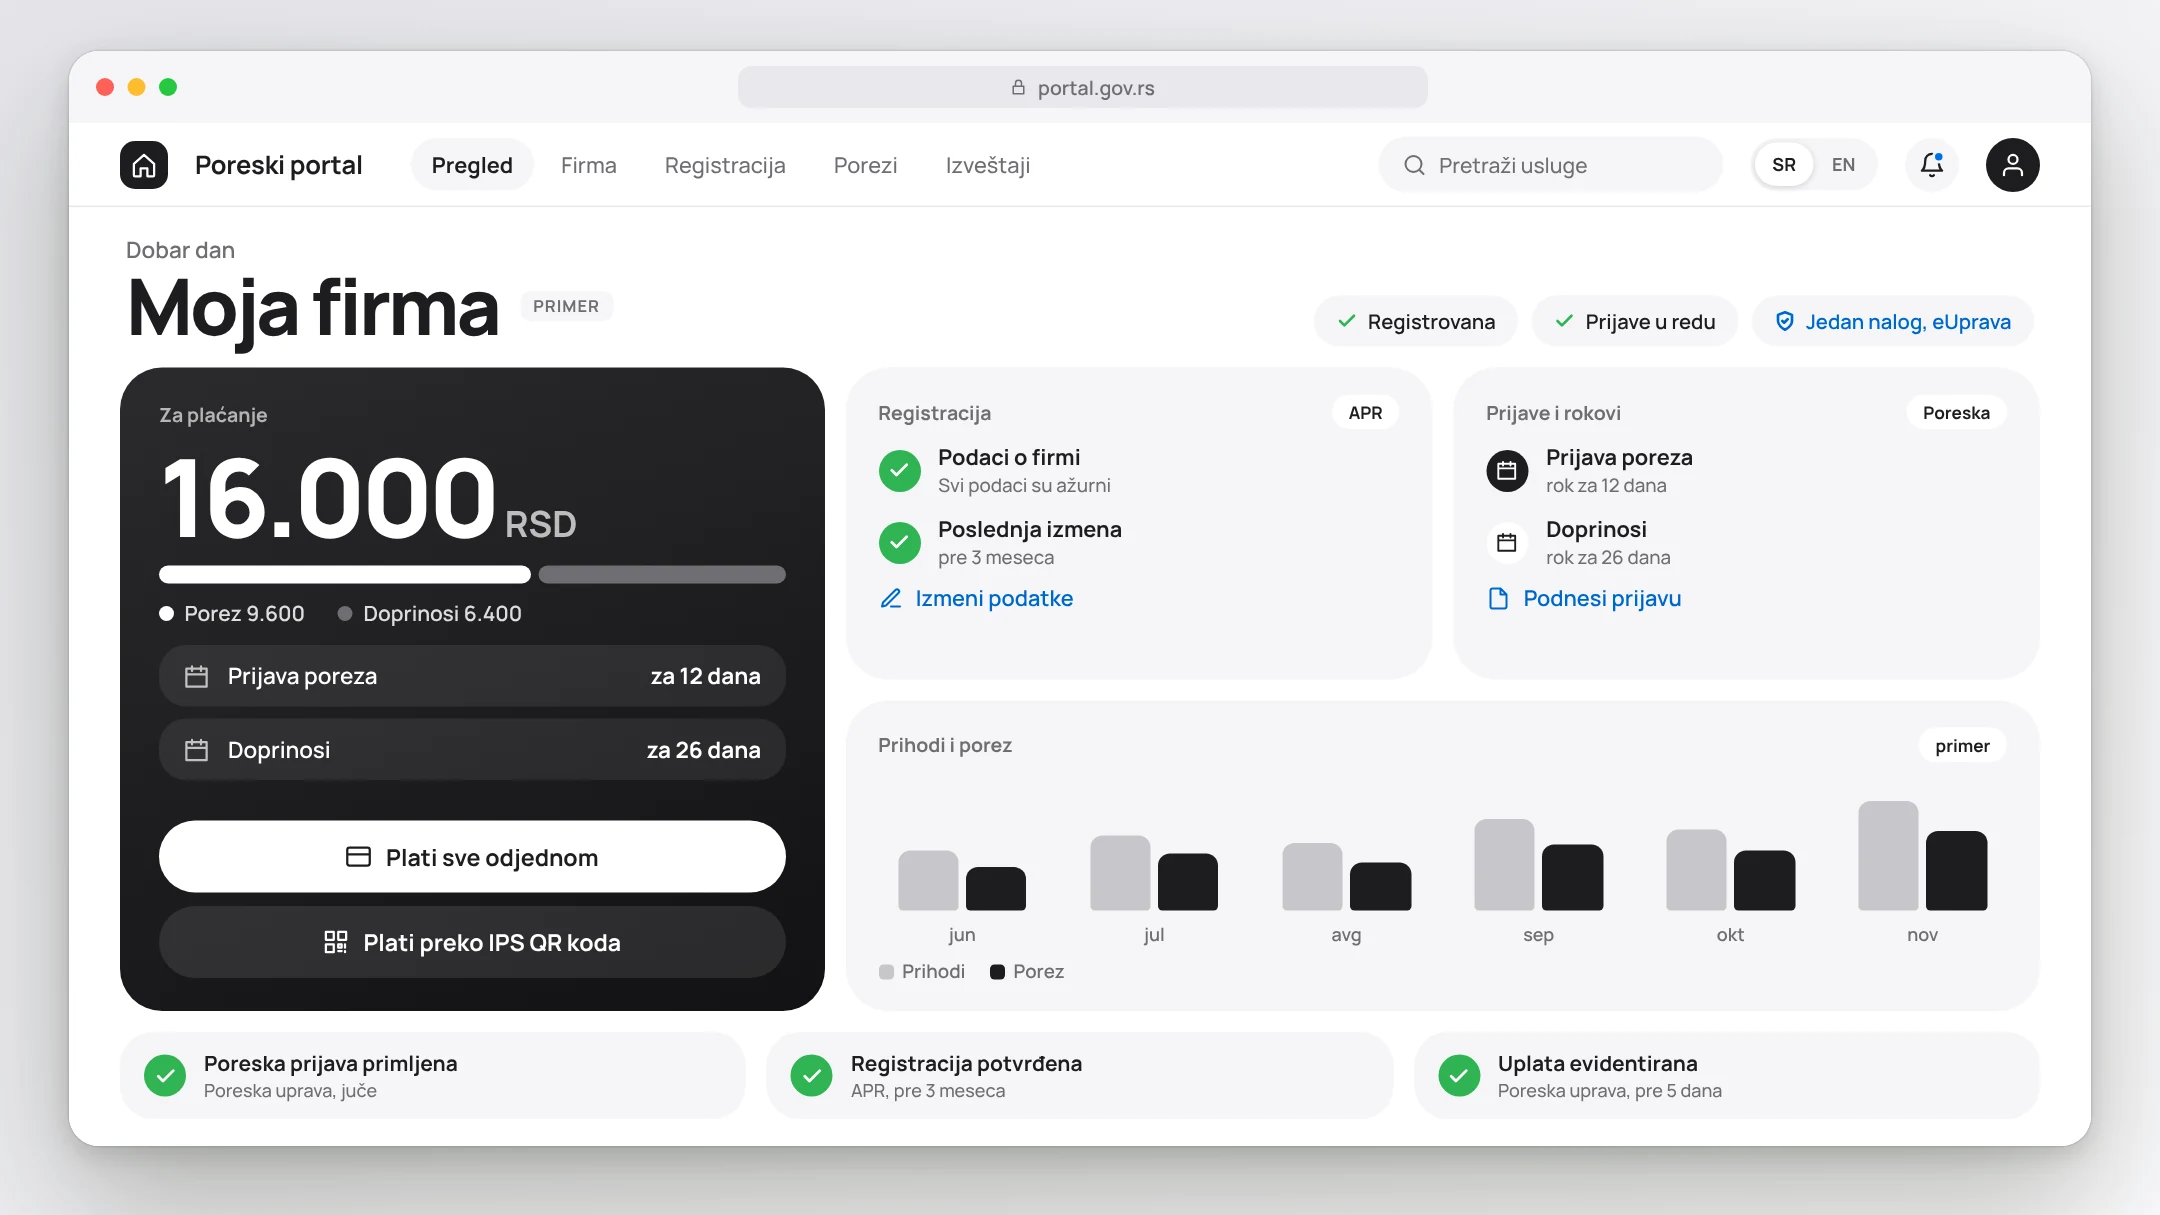 portal.gov.rs
Poreski portal
Pregled
Firma
Registracija
Porezi
Izveštaji
Pretraži usluge
SR
EN
Dobar dan
Moja firma
PRIMER
Registrovana
Prijave u redu
Jedan nalog, eUprava
Za plaćanje
16.000 RSD
Porez 9.600
Doprinosi 6.400
Prijava poreza
za 12 dana
Doprinosi
za 26 dana
Plati sve odjednom
Plati preko IPS QR koda
Registracija
APR
Podaci o firmi
Svi podaci su ažurni
Poslednja izmena
pre 3 meseca
Izmeni podatke
Prijave i rokovi
Poreska
Prijava poreza
rok za 12 dana
Doprinosi
rok za 26 dana
Podnesi prijavu
Prihodi i porez
primer
jun
jul
avg
sep
okt
nov
Prihodi
Porez
Poreska prijava primljena
Poreska uprava, juče
Registracija potvrđena
APR, pre 3 meseca
Uplata evidentirana
Poreska uprava, pre 5 dana